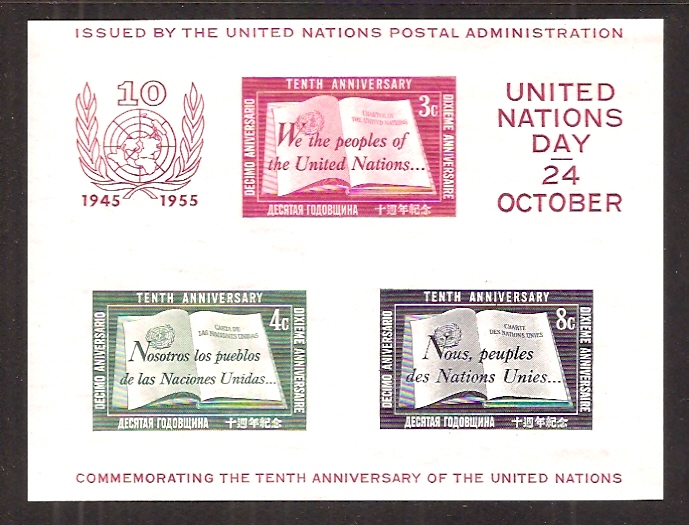 ISSUED BY THE UNITED NATIONS POSTAL ADMINISTRATION
10
1945 1955
TENTH ANNIVERSARY
DECIMO ANIVERSARIO
3c
CHARTER OF
THE UNITED NATIONS
We the peoples of
the United Nations...
DIXIEME ANNIVERSAIRE
ДЕСЯТАЯ ГОДОВЩИНА 十週年紀念
UNITED
NATIONS
DAY
24
OCTOBER
TENTH ANNIVERSARY
DECIMO ANIVERSARIO
4c
CARTA DE
LAS NACIONES UNIDAS
Nosotros los pueblos
de las Naciones Unidas...
DIXIEME ANNIVERSAIRE
ДЕСЯТАЯ ГОДОВЩИНА 十週年紀念
TENTH ANNIVERSARY
DECIMO ANIVERSARIO
8c
CHARTE
DES NATIONS UNIES
Nous, peuples
des Nations Unies...
DIXIEME ANNIVERSAIRE
ДЕСЯТАЯ ГОДОВЩИНА 十週年紀念
COMMEMORATING THE TENTH ANNIVERSARY OF THE UNITED NATIONS